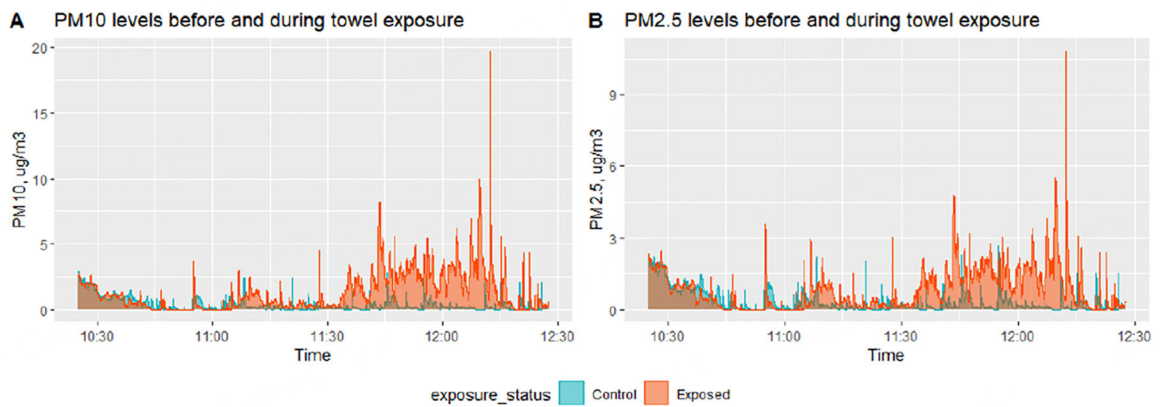 A PM10 levels before and during towel exposure
PM10, ug/m3
20
15
10
5
0
10:30 11:00 11:30 12:00 12:30
Time
B PM2.5 levels before and during towel exposure
PM2.5, ug/m3
9
6
3
0
10:30 11:00 11:30 12:00 12:30
Time
exposure_status Control Exposed